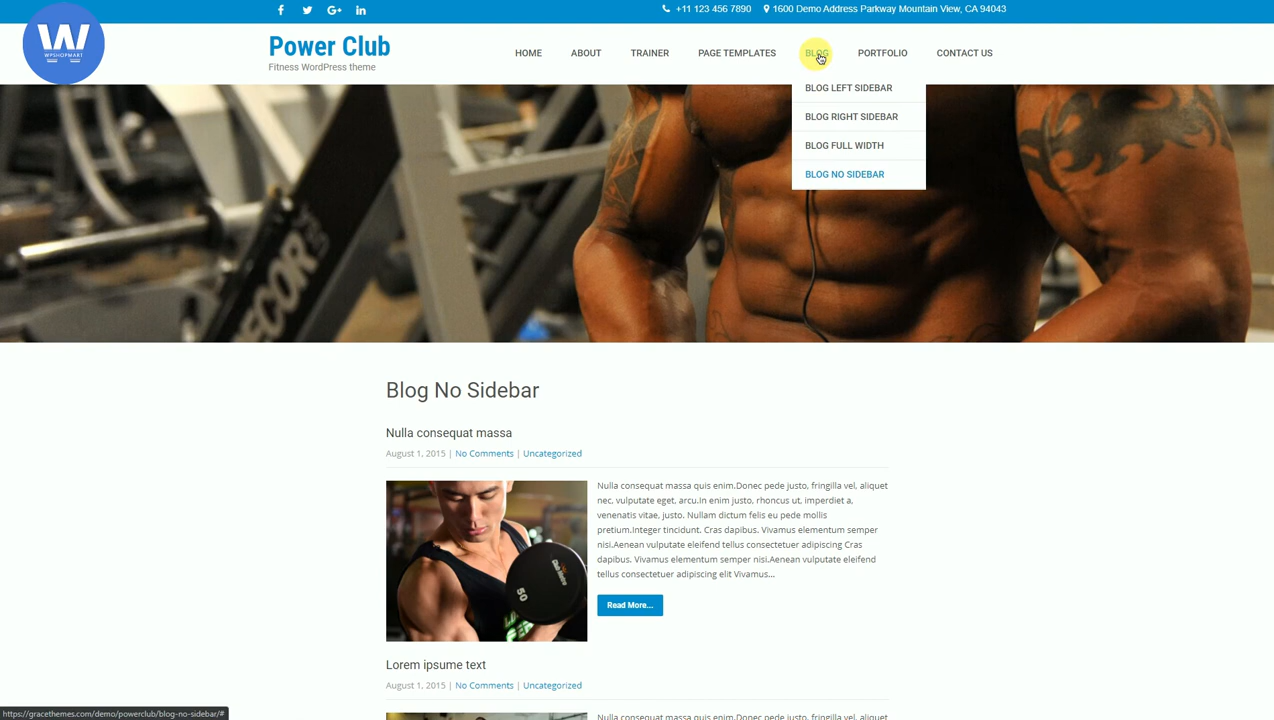 +11 123 456 7890 1600 Demo Address Parkway Mountain View, CA 94043
W
WPSHOPMART
Power Club
Fitness WordPress theme
HOME ABOUT TRAINER PAGE TEMPLATES BLOG PORTFOLIO CONTACT US
BLOG LEFT SIDEBAR
BLOG RIGHT SIDEBAR
BLOG FULL WIDTH
BLOG NO SIDEBAR
DECOR
Blog No Sidebar
Nulla consequat massa
August 1, 2015 | No Comments | Uncategorized
Nulla consequat massa quis enim.Donec pede justo, fringilla vel, aliquet
nec, vulputate eget, arcu.In enim justo, rhoncus ut, imperdiet a,
venenatis vitae, justo. Nullam dictum felis eu pede mollis
pretium.Integer tincidunt. Cras dapibus. Vivamus elementum semper
nisi.Aenean vulputate eleifend tellus consectetuer adipiscing Cras
dapibus. Vivamus elementum semper nisi.Aenean vulputate eleifend
tellus consectetuer adipiscing elit Vivamus...
50
Read More...
Lorem ipsume text
August 1, 2015 | No Comments | Uncategorized
Nulla consequat massa quis enim.Donec pede justo, fringilla vel, aliquet
https://gracethemes.com/demo/powerclub/blog-no-sidebar/#